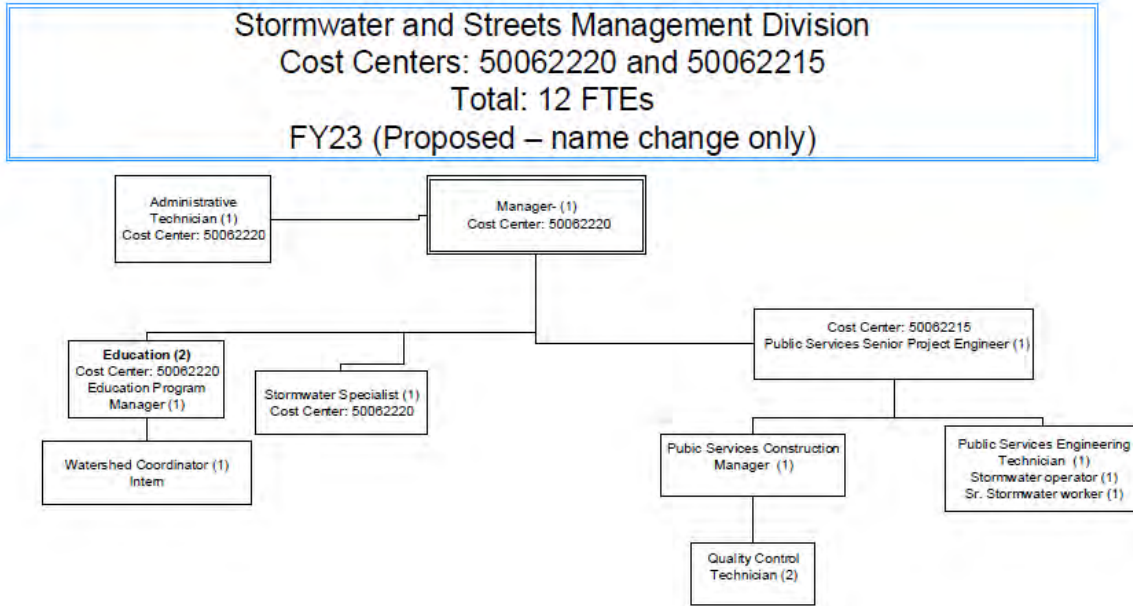 Stormwater and Streets Management Division
Cost Centers: 50062220 and 50062215
Total: 12 FTEs
FY23 (Proposed – name change only)
Administrative
Technician (1)
Cost Center: 50062220
Manager- (1)
Cost Center: 50062220
Cost Center: 50062215
Public Services Senior Project Engineer (1)
Education (2)
Cost Center: 50062220
Education Program
Manager (1)
Stormwater Specialist (1)
Cost Center: 50062220
Watershed Coordinator (1)
Intern
Pubic Services Construction
Manager (1)
Public Services Engineering
Technician (1)
Stormwater operator (1)
Sr. Stormwater worker (1)
Quality Control
Technician (2)